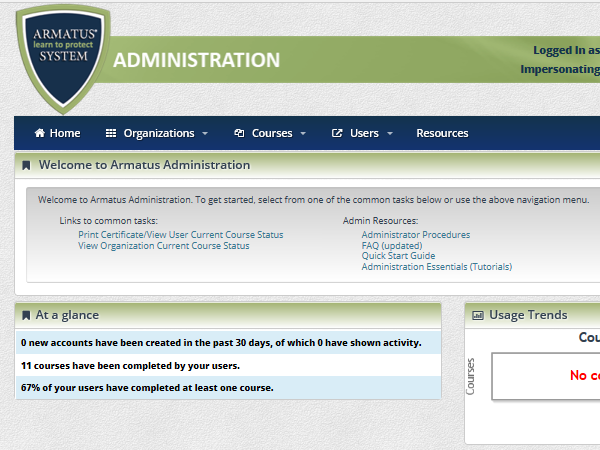 ARMATUS®
learn to protect
SYSTEM
ADMINISTRATION
Logged In as
Impersonating
Home Organizations Courses Users Resources
Welcome to Armatus Administration
Welcome to Armatus Administration. To get started, select from one of the common tasks below or use the above navigation menu.
Links to common tasks:
Print Certificate/View User Current Course Status
View Organization Current Course Status
Admin Resources:
Administrator Procedures
FAQ (updated)
Quick Start Guide
Administration Essentials (Tutorials)
At a glance
0 new accounts have been created in the past 30 days, of which 0 have shown activity.
11 courses have been completed by your users.
67% of your users have completed at least one course.
Usage Trends
Cou
Courses
No co